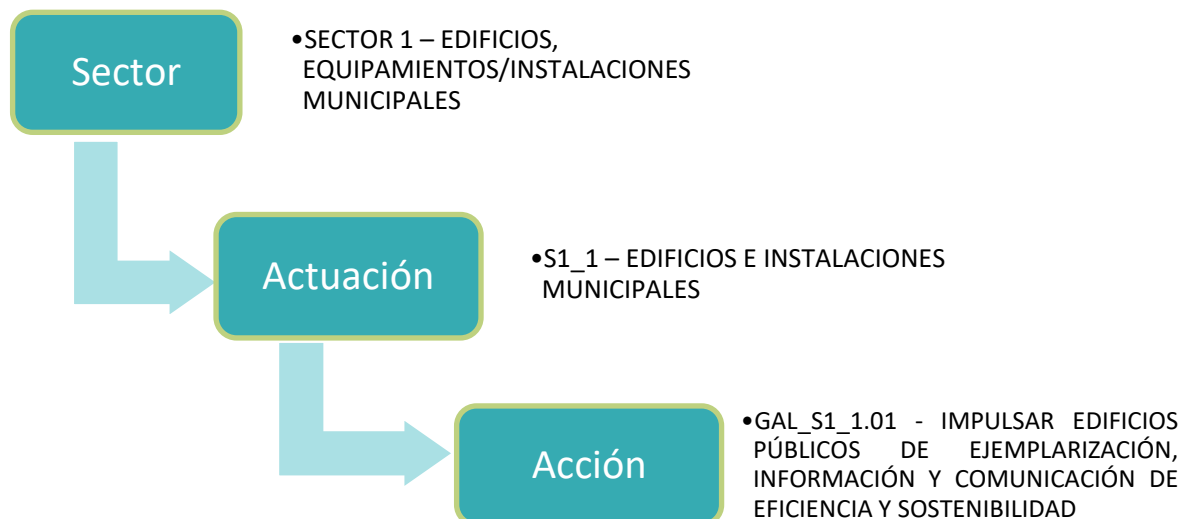 Sector
•SECTOR 1 – EDIFICIOS,
EQUIPAMIENTOS/INSTALACIONES
MUNICIPALES
Actuación
•S1_1 – EDIFICIOS E INSTALACIONES
MUNICIPALES
Acción
•GAL_S1_1.01 - IMPULSAR EDIFICIOS
PÚBLICOS DE EJEMPLARIZACIÓN,
INFORMACIÓN Y COMUNICACIÓN DE
EFICIENCIA Y SOSTENIBILIDAD